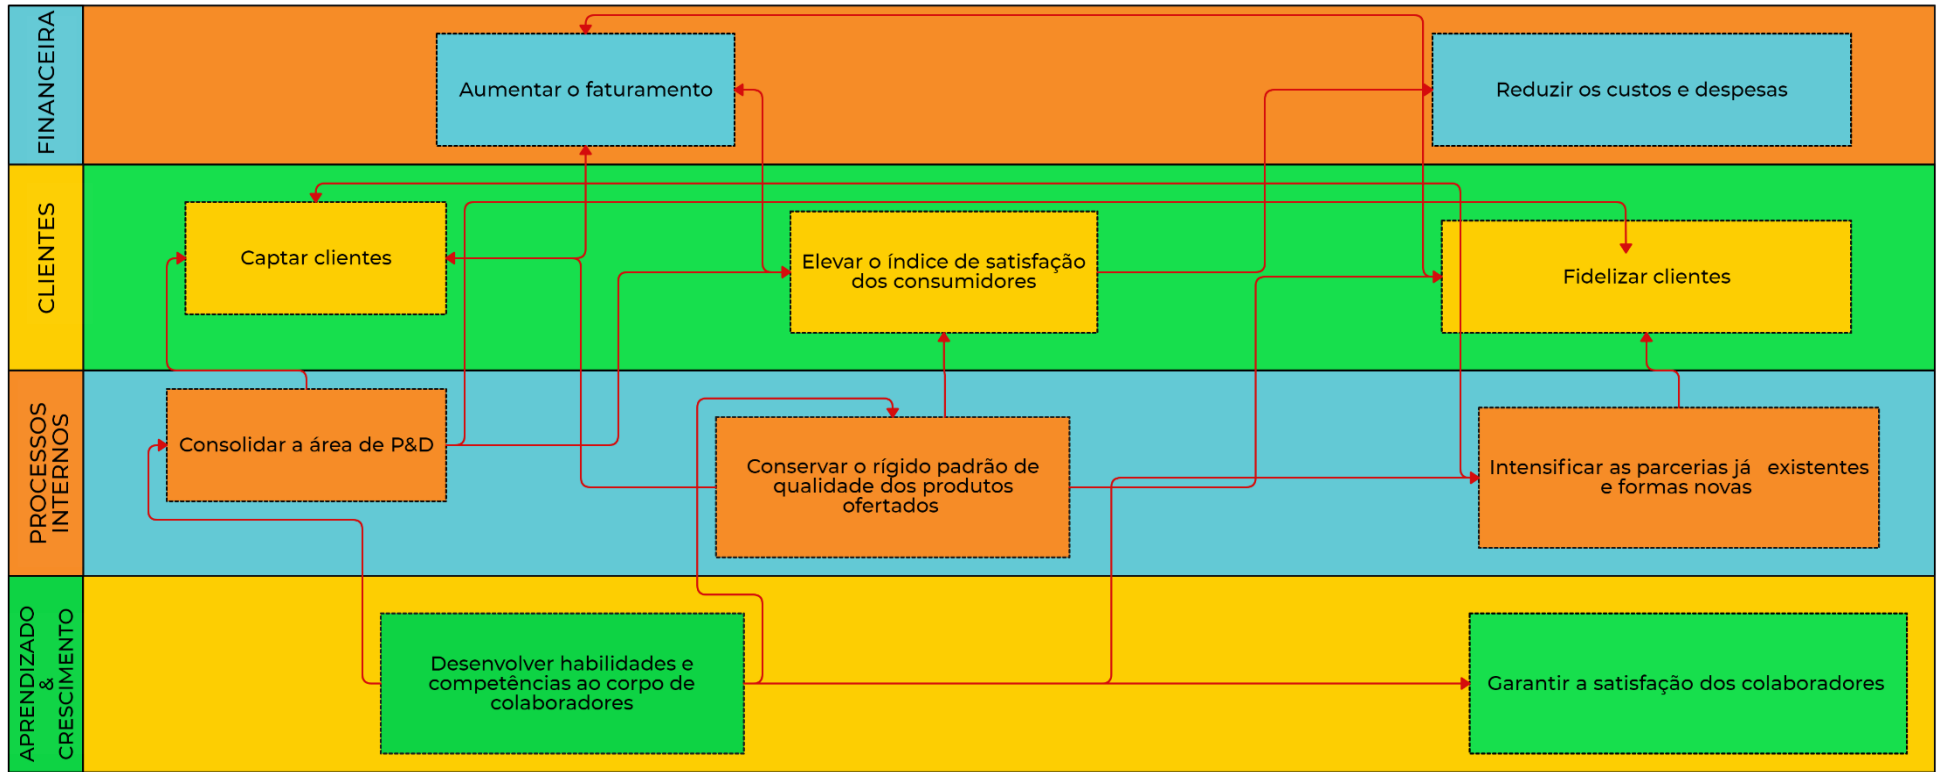 FINANCEIRA
Aumentar o faturamento
Reduzir os custos e despesas
CLIENTES
Captar clientes
Elevar o índice de satisfação
dos consumidores
Fidelizar clientes
PROCESSOS
INTERNOS
Consolidar a área de P&D
Conservar o rígido padrão de
qualidade dos produtos
ofertados
Intensificar as parcerias já existentes
e formas novas
APRENDIZADO
&
CRESCIMENTO
Desenvolver habilidades e
competências ao corpo de
colaboradores
Garantir a satisfação dos colaboradores